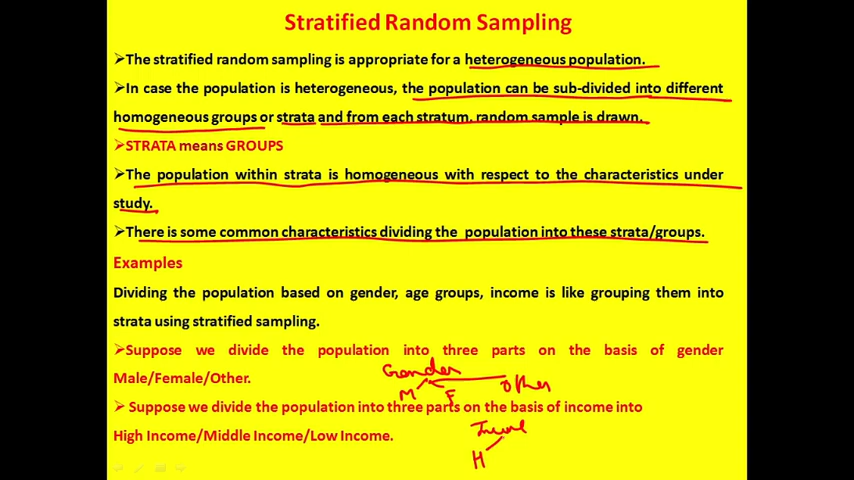 Stratified Random Sampling
➢The stratified random sampling is appropriate for a heterogeneous population.
➢In case the population is heterogeneous, the population can be sub-divided into different
homogeneous groups or strata and from each stratum, random sample is drawn.
➢STRATA means GROUPS
➢The population within strata is homogeneous with respect to the characteristics under
study.
➢There is some common characteristics dividing the population into these strata/groups.
Examples
Dividing the population based on gender, age groups, income is like grouping them into
strata using stratified sampling.
➢Suppose we divide the population into three parts on the basis of gender
Gender
Male/Female/Other.
M F Other
➢ Suppose we divide the population into three parts on the basis of income into
Income
High Income/Middle Income/Low Income.
H